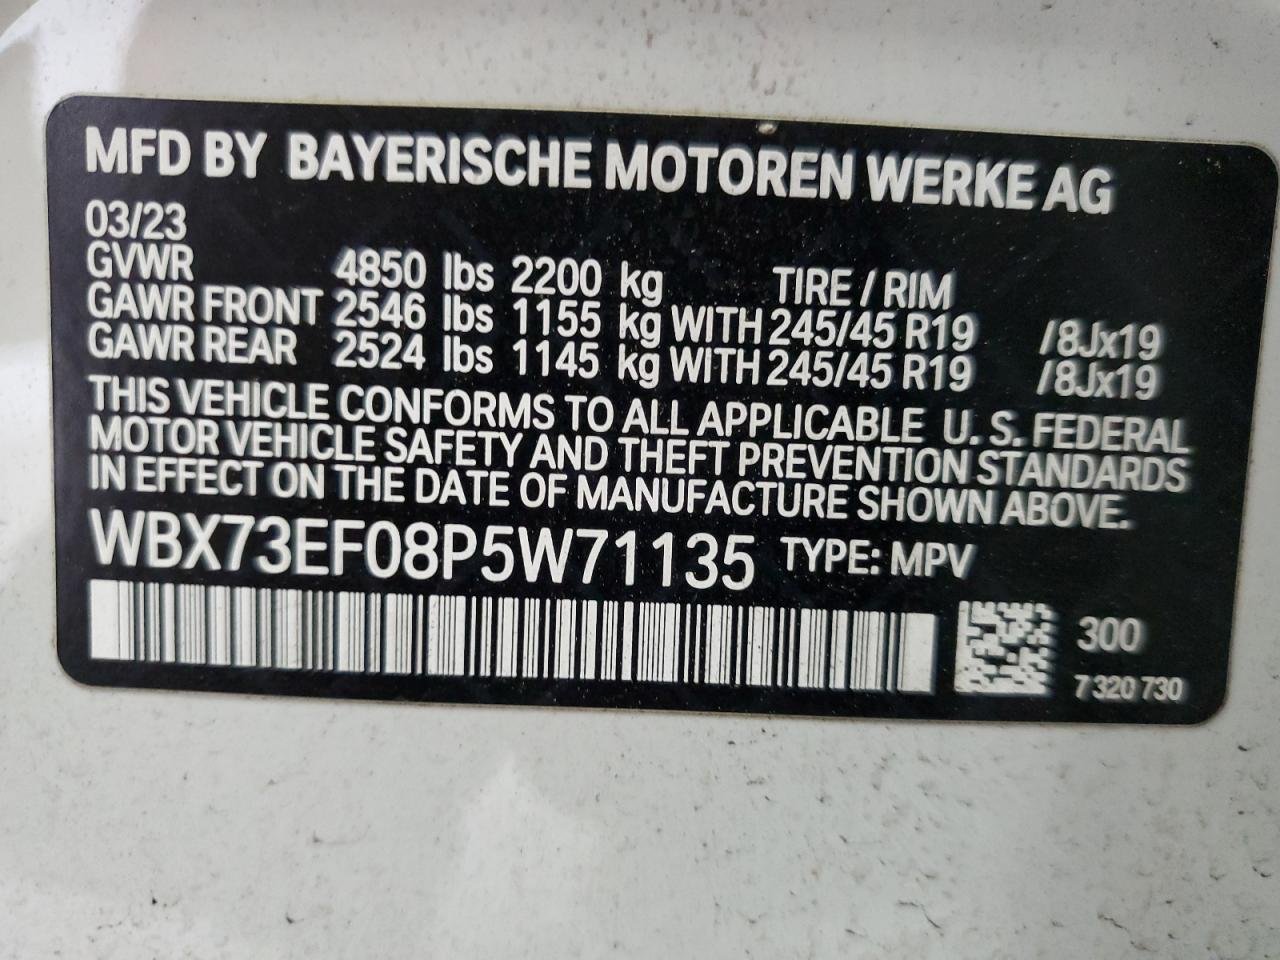 MFD BY BAYERISCHE MOTOREN WERKE AG
03/23
GVWR 4850 lbs 2200 kg TIRE / RIM
GAWR FRONT 2546 lbs 1155 kg WITH 245/45 R19 /8Jx19
GAWR REAR 2524 lbs 1145 kg WITH 245/45 R19 /8Jx19
THIS VEHICLE CONFORMS TO ALL APPLICABLE U. S. FEDERAL
MOTOR VEHICLE SAFETY AND THEFT PREVENTION STANDARDS
IN EFFECT ON THE DATE OF MANUFACTURE SHOWN ABOVE.
WBX73EF08P5W71135 TYPE: MPV
300
7 320 730